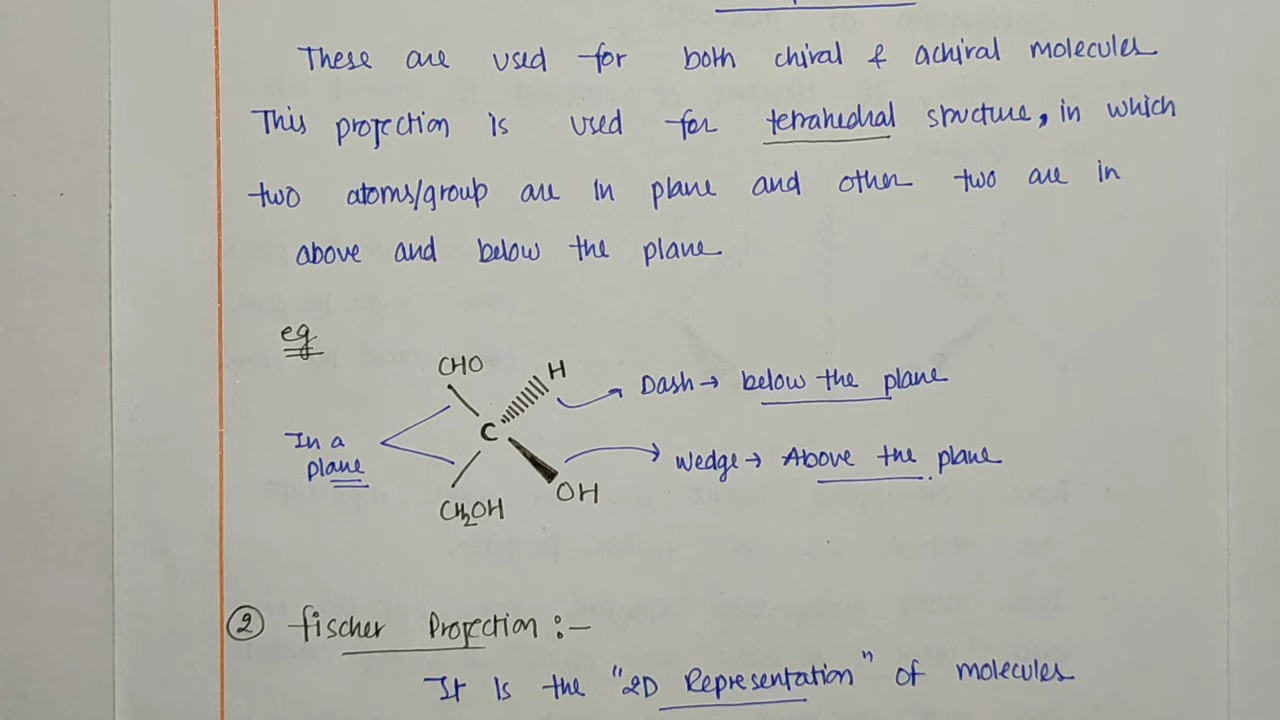 These are used for both chiral & achiral molecules
This projection is used for tetrahedral structure, in which
two atoms/group are in plane and other two are in
above and below the plane
eg
CHO
H
Dash → below the plane
C
In a
plane
Wedge → Above the plane
OH
CH2OH
② fischer Projection :-
It is the "2D Representation" of molecules